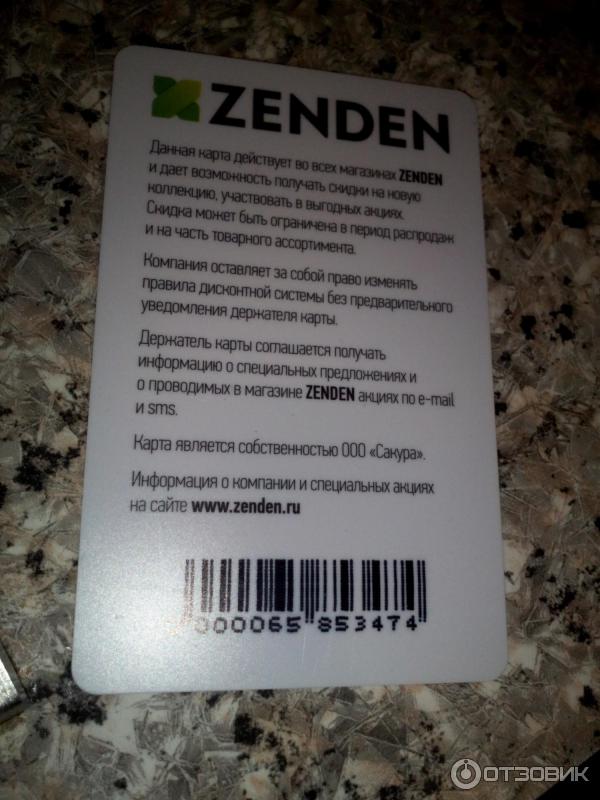 ZENDEN
Данная карта действует во всех магазинах ZENDEN
и дает возможность получать скидки на новую
коллекцию, участвовать в выгодных акциях.
Скидка может быть ограничена в период распродаж
и на часть товарного ассортимента.
Компания оставляет за собой право изменять
правила дисконтной системы без предварительного
уведомления держателя карты.
Держатель карты соглашается получать
информацию о специальных предложениях и
о проводимых в магазине ZENDEN акциях по e-mail
и sms.
Карта является собственностью ООО «Сакура».
Информация о компании и специальных акциях
на сайте www.zenden.ru
000065 853474
ОТЗОВИК